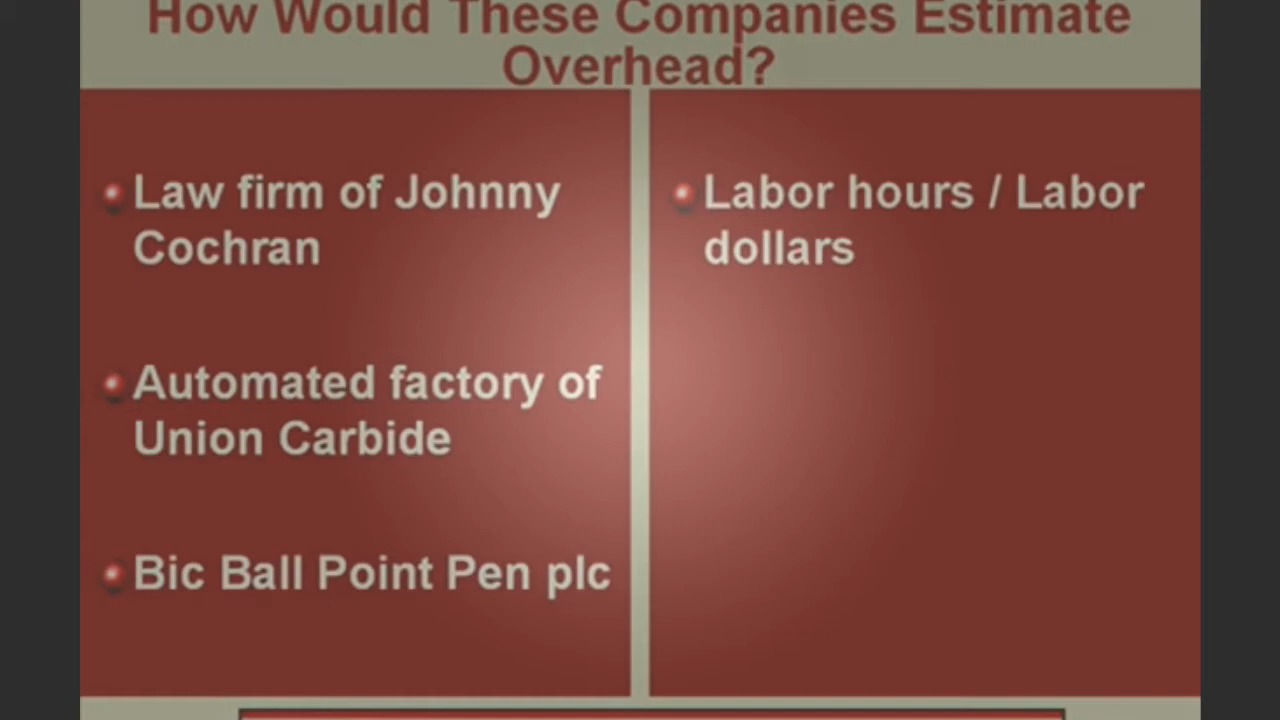 How Would These Companies Estimate
Overhead?
Law firm of Johnny
Cochran
Automated factory of
Union Carbide
Bic Ball Point Pen plc
Labor hours / Labor
dollars